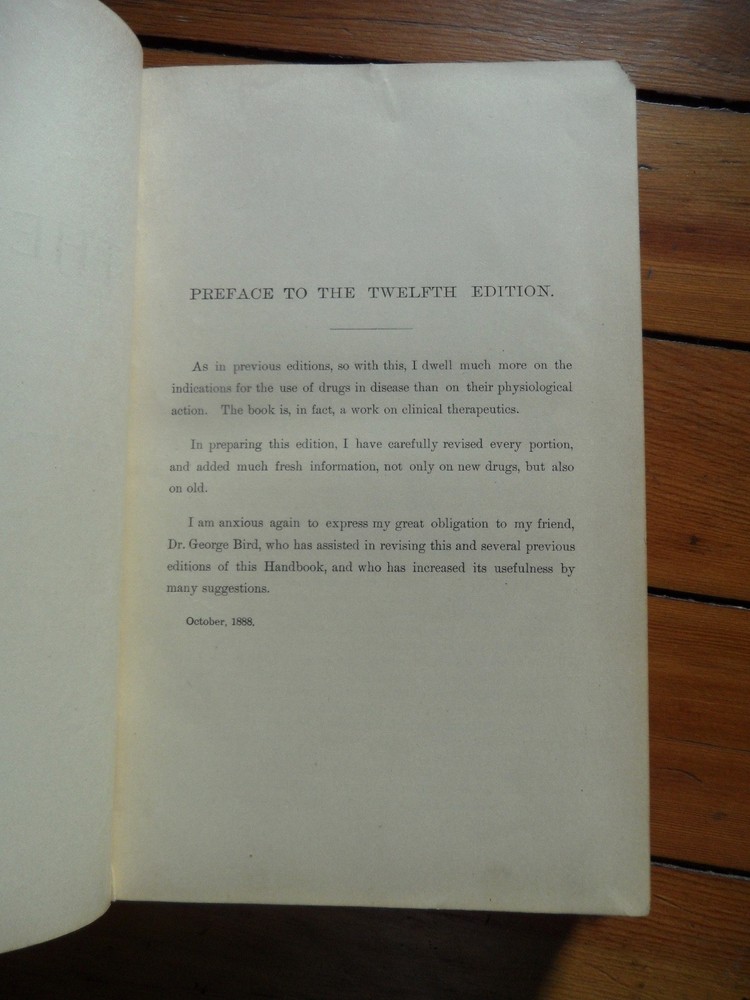 PREFACE TO THE TWELFTH EDITION.
As in previous editions, so with this, I dwell much more on the
indications for the use of drugs in disease than on their physiological
action. The book is, in fact, a work on clinical therapeutics.
In preparing this edition, I have carefully revised every portion,
and added much fresh information, not only on new drugs, but also
on old.
I am anxious again to express my great obligation to my friend,
Dr. George Bird, who has assisted in revising this and several previous
editions of this Handbook, and who has increased its usefulness by
many suggestions.
October, 1888.